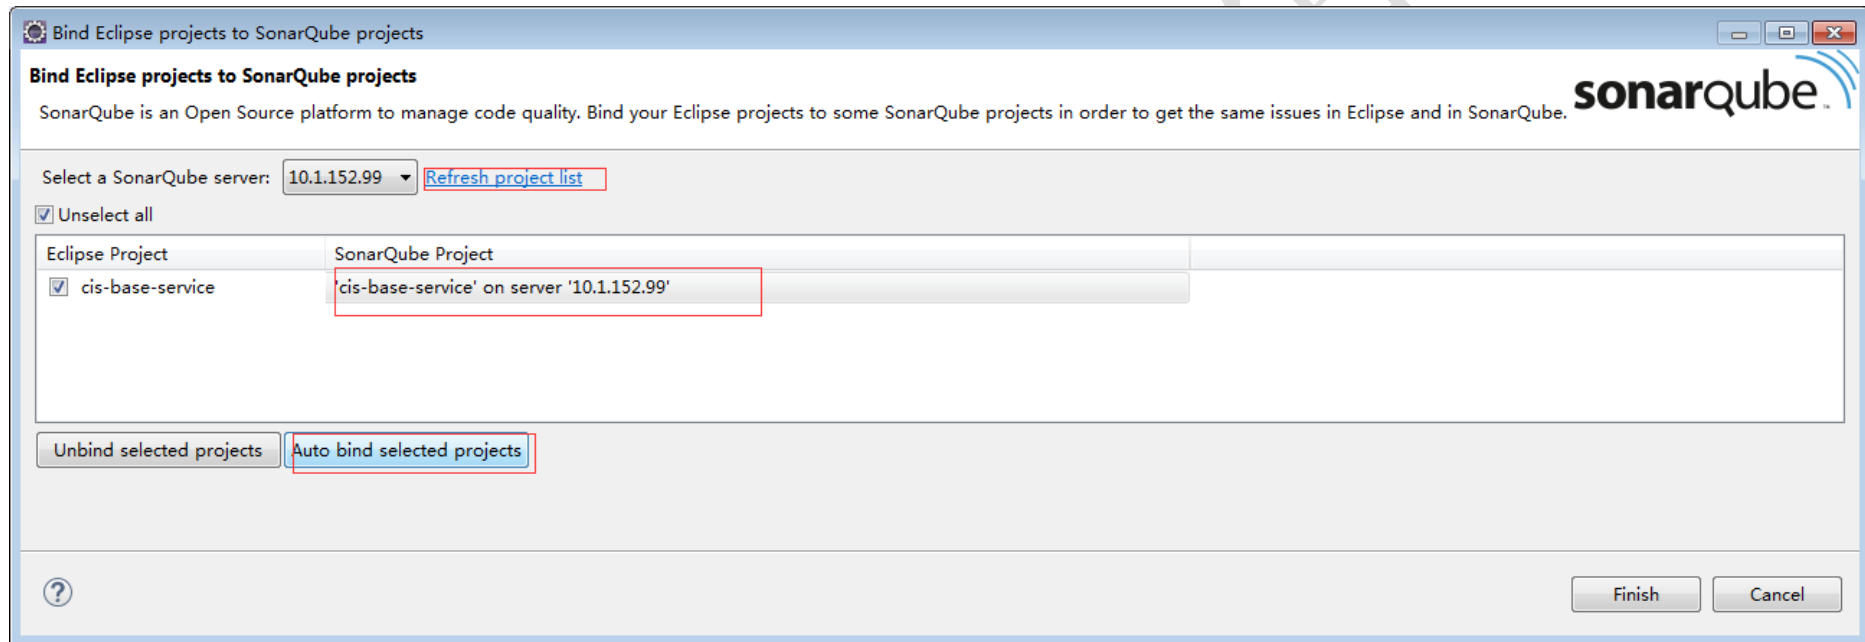 Bind Eclipse projects to SonarQube projects
Bind Eclipse projects to SonarQube projects
SonarQube is an Open Source platform to manage code quality. Bind your Eclipse projects to some SonarQube projects in order to get the same issues in Eclipse and in SonarQube.
sonarqube
Select a SonarQube server: 10.1.152.99 Refresh project list
Unselect all
Eclipse Project SonarQube Project
cis-base-service 'cis-base-service' on server '10.1.152.99'
Unbind selected projects Auto bind selected projects
? Finish Cancel